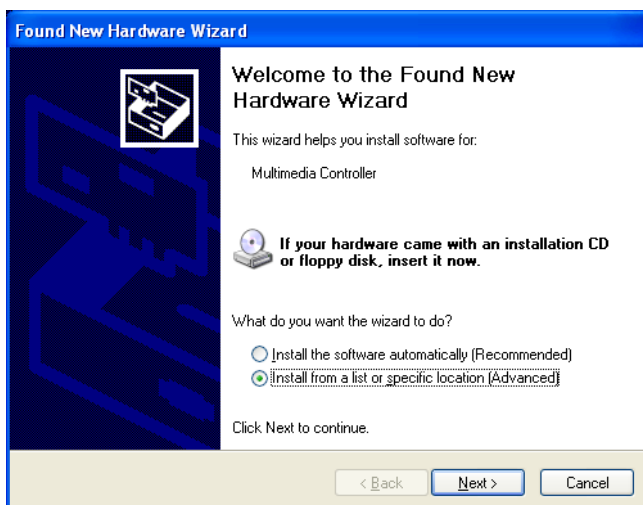 Found New Hardware Wizard
Welcome to the Found New
Hardware Wizard
This wizard helps you install software for:
Multimedia Controller
If your hardware came with an installation CD
or floppy disk, insert it now.
What do you want the wizard to do?
Install the software automatically (Recommended)
Install from a list or specific location (Advanced)
Click Next to continue.
< Back
Next >
Cancel